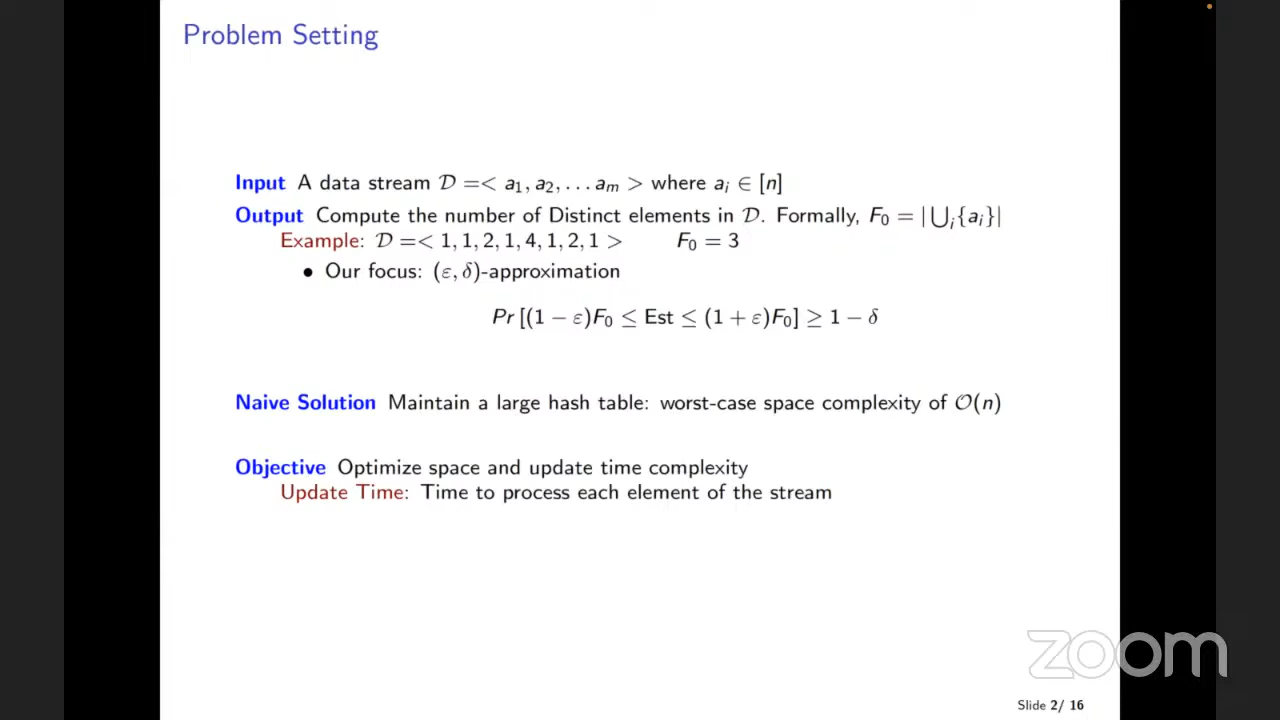 Problem Setting
Input A data stream 𝒟 =< a₁, a₂, . . . aₘ > where aᵢ ∈ [n]
Output Compute the number of Distinct elements in 𝒟. Formally, F₀ = |⋃ᵢ{aᵢ}|
Example: 𝒟 =< 1, 1, 2, 1, 4, 1, 2, 1 > F₀ = 3
• Our focus: (ε, δ)-approximation
Pr [(1 − ε)F₀ ≤ Est ≤ (1 + ε)F₀] ≥ 1 − δ
Naive Solution Maintain a large hash table: worst-case space complexity of 𝒪(n)
Objective Optimize space and update time complexity
Update Time: Time to process each element of the stream
zoom
Slide 2/ 16